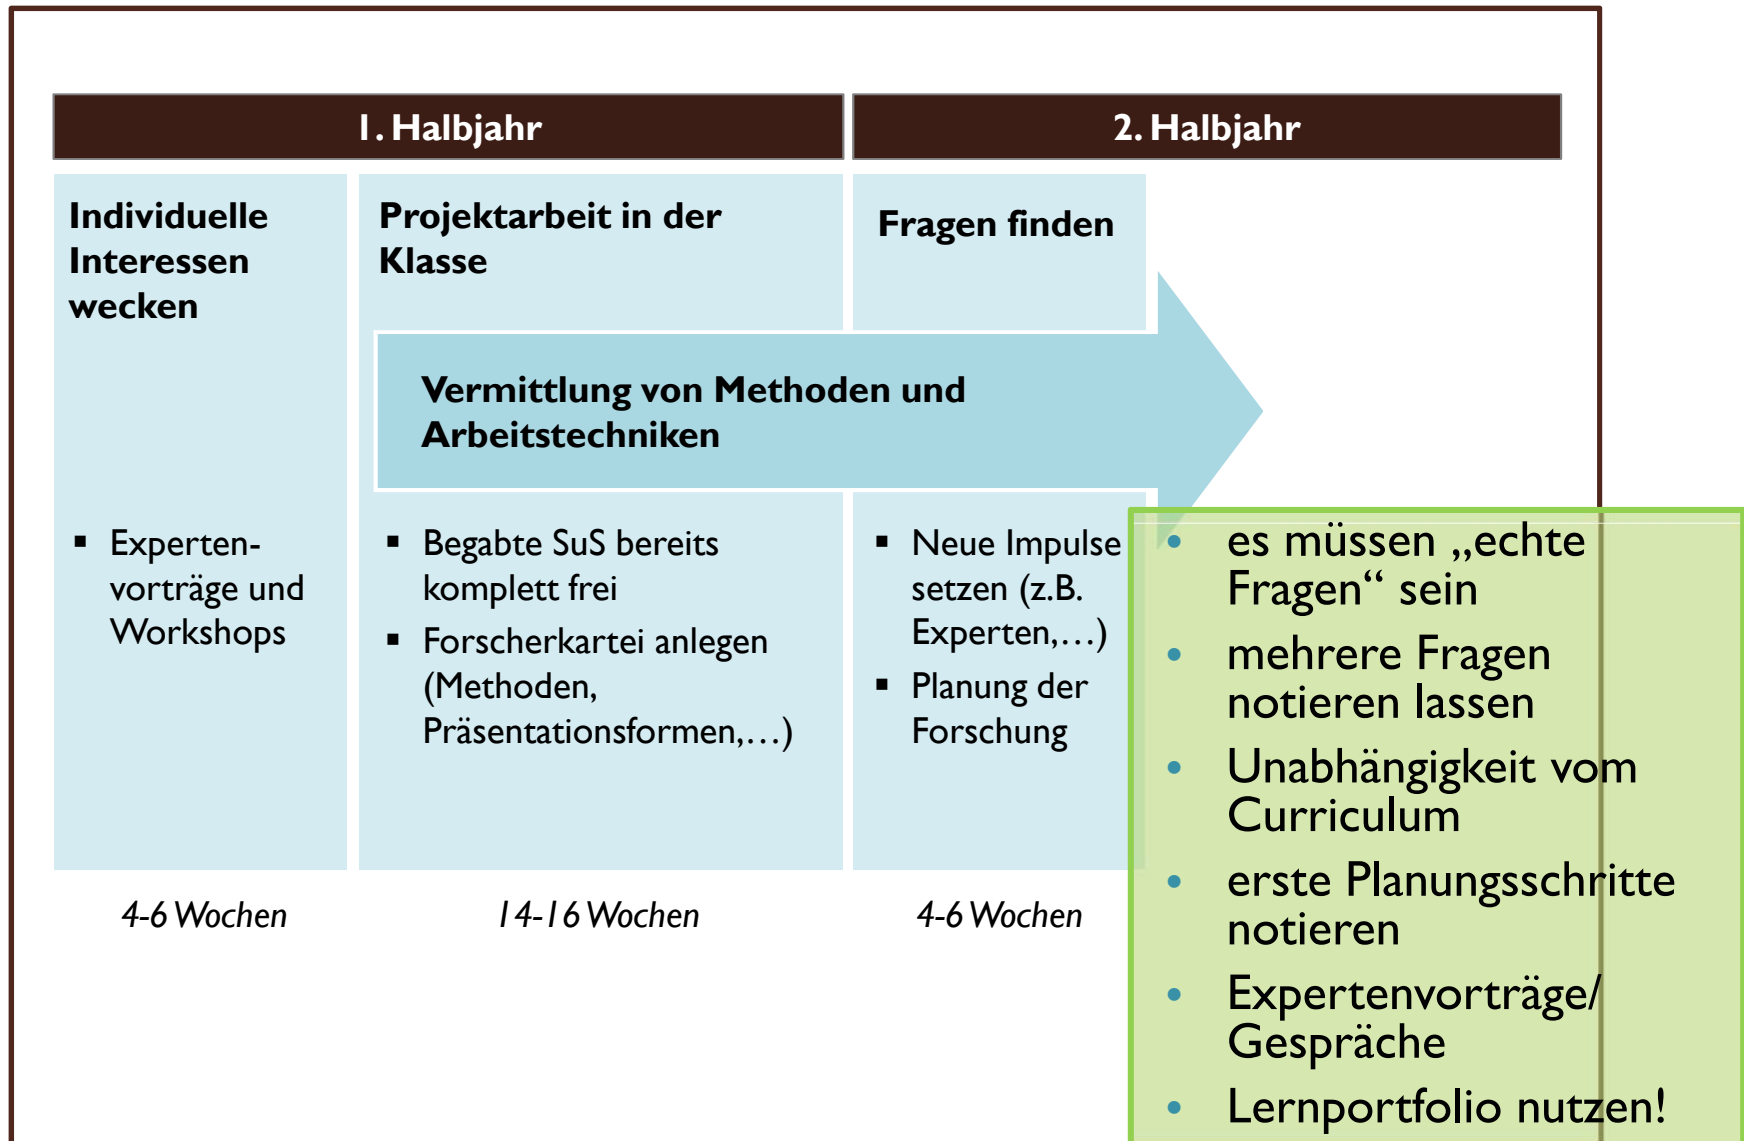 1. Halbjahr
2. Halbjahr
Individuelle
Interessen
wecken
Projektarbeit in der
Klasse
Fragen finden
Vermittlung von Methoden und
Arbeitstechniken
▪ Experten-
vorträge und
Workshops
▪ Begabte SuS bereits
komplett frei
▪ Forscherkartei anlegen
(Methoden,
Präsentationsformen,…)
▪ Neue Impulse
setzen (z.B.
Experten,…)
▪ Planung der
Forschung
4-6 Wochen
14-16 Wochen
4-6 Wochen
• es müssen „echte
Fragen“ sein
• mehrere Fragen
notieren lassen
• Unabhängigkeit vom
Curriculum
• erste Planungsschritte
notieren
• Expertenvorträge/
Gespräche
• Lernportfolio nutzen!